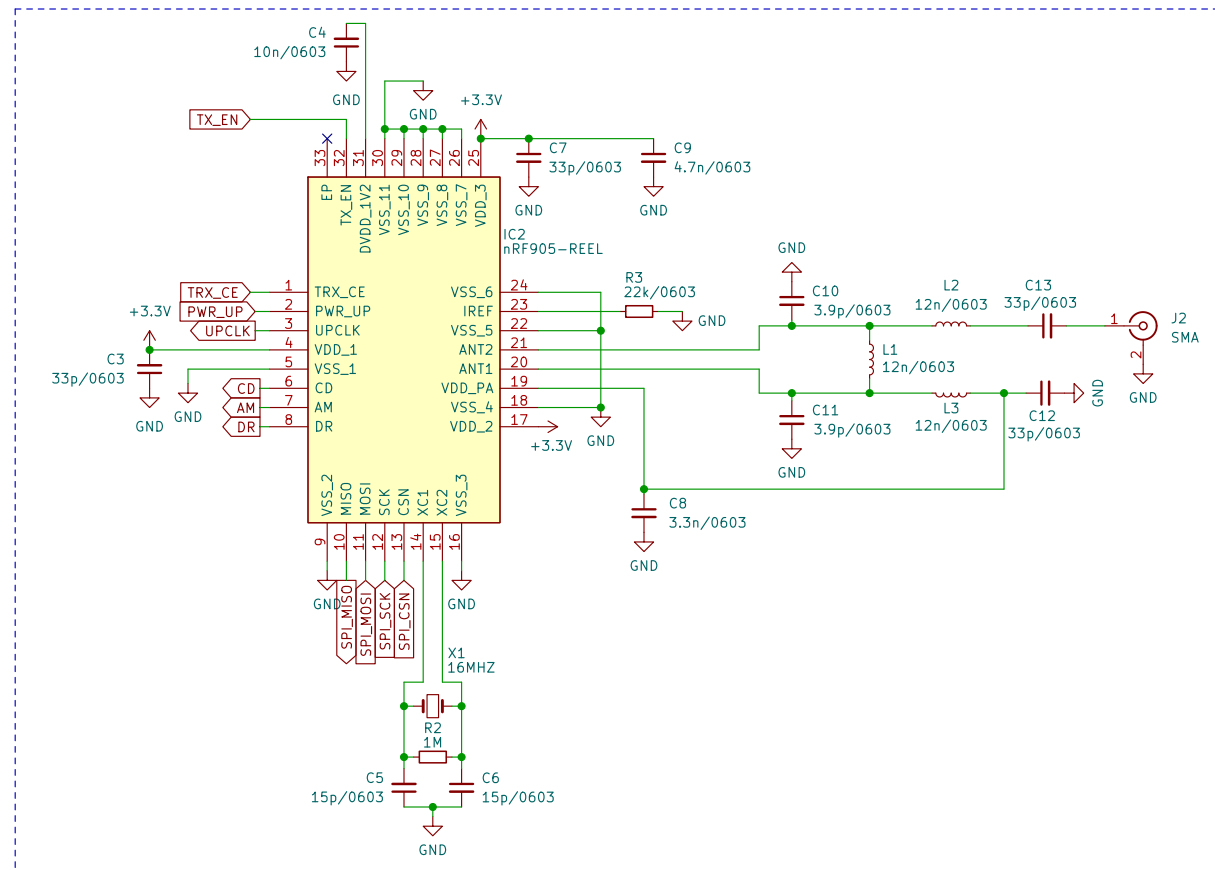 C4
10n/0603
GND
TX_EN
GND
+3.3V
C7
33p/0603
GND
C9
4.7n/0603
GND
33
32
31
30
29
28
27
26
25
EP
TX_EN
DVDD_1V2
VSS_11
VSS_10
VSS_9
VSS_8
VSS_7
VDD_3
IC2
nRF905-REEL
TRX_CE
PWR_UP
UPCLK
+3.3V
C3
33p/0603
GND
GND
CD
AM
DR
1
2
3
4
5
6
7
8
TRX_CE
PWR_UP
UPCLK
VDD_1
VSS_1
CD
AM
DR
VSS_6
IREF
VSS_5
ANT2
ANT1
VDD_PA
VSS_4
VDD_2
24
23
22
21
20
19
18
17
R3
22k/0603
GND
GND
+3.3V
GND
C10
3.9p/0603
L1
12n/0603
L2
12n/0603
C13
33p/0603
1
2
J2
SMA
GND
C11
3.9p/0603
GND
L3
12n/0603
C12
33p/0603
GND
C8
3.3n/0603
GND
VSS_2
MISO
MOSI
SCK
CSN
XC1
XC2
VSS_3
9
10
11
12
13
14
15
16
GND
SPI_MISO
SPI_MOSI
SPI_SCK
SPI_CSN
GND
X1
16MHZ
R2
1M
C5
15p/0603
C6
15p/0603
GND